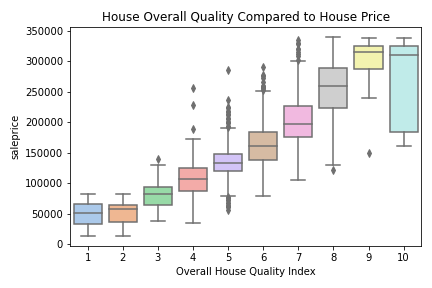 House Overall Quality Compared to House Price
350000
300000
250000
200000
150000
100000
50000
0
saleprice
1 2 3 4 5 6 7 8 9 10
Overall House Quality Index